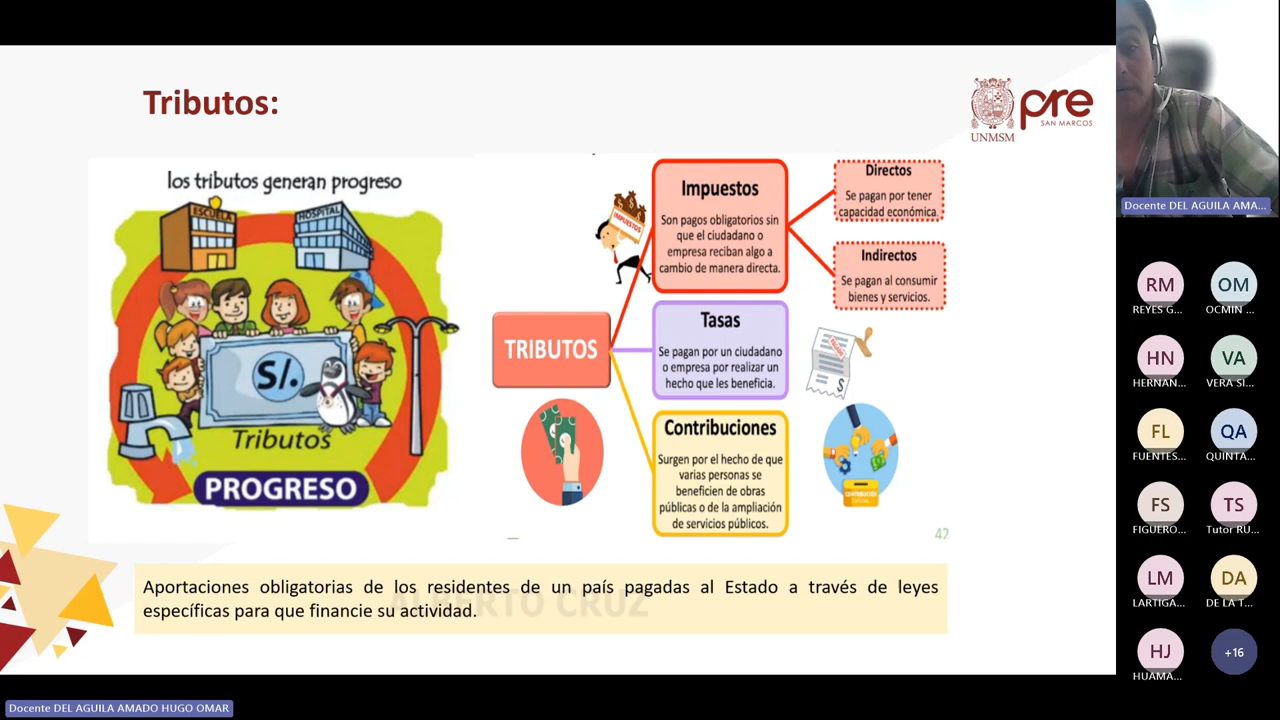 Tributos:
UNMSM
pre
SAN MARCOS
los tributos generan progreso
ESCUELA
HOSPITAL
S/.
Tributos
PROGRESO
TRIBUTOS
IMPUESTOS
Impuestos
Son pagos obligatorios sin
que el ciudadano o
empresa reciban algo a
cambio de manera directa.
Directos
Se pagan por tener
capacidad económica.
Indirectos
Se pagan al consumir
bienes y servicios.
Tasas
Se pagan por un ciudadano
o empresa por realizar un
hecho que les beneficia.
$
Contribuciones
Surgen por el hecho de que
varias personas se
beneficien de obras
públicas o de la ampliación
de servicios públicos.
42
Aportaciones obligatorias de los residentes de un país pagadas al Estado a través de leyes
específicas para que financie su actividad.
Docente DEL AGUILA AMADO HUGO OMAR
Docente DEL AGUILA AMA...
RM
REYES G...
OM
OCMIN ...
HN
HERNAN...
VA
VERA SI...
FL
FUENTES...
QA
QUINTA...
FS
FIGUERO...
TS
Tutor RU...
LM
LARTIGA...
DA
DE LA T...
HJ
HUAMA...
+16